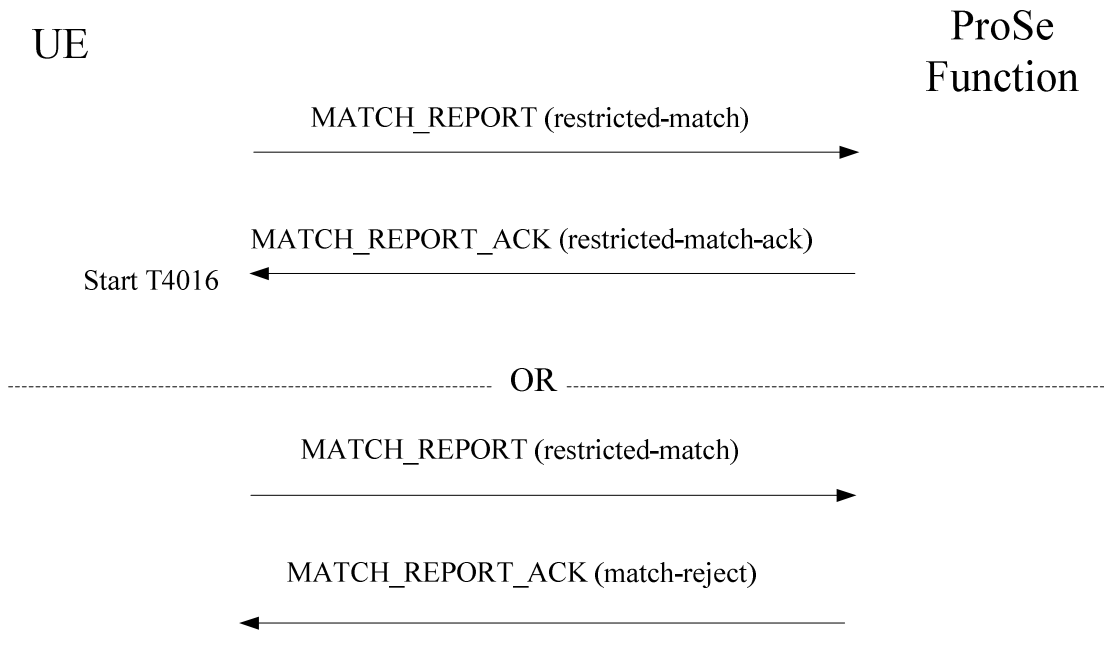 UE
ProSe
Function
MATCH_REPORT (restricted-match)
MATCH_REPORT_ACK (restricted-match-ack)
Start T4016
OR
MATCH_REPORT (restricted-match)
MATCH_REPORT_ACK (match-reject)